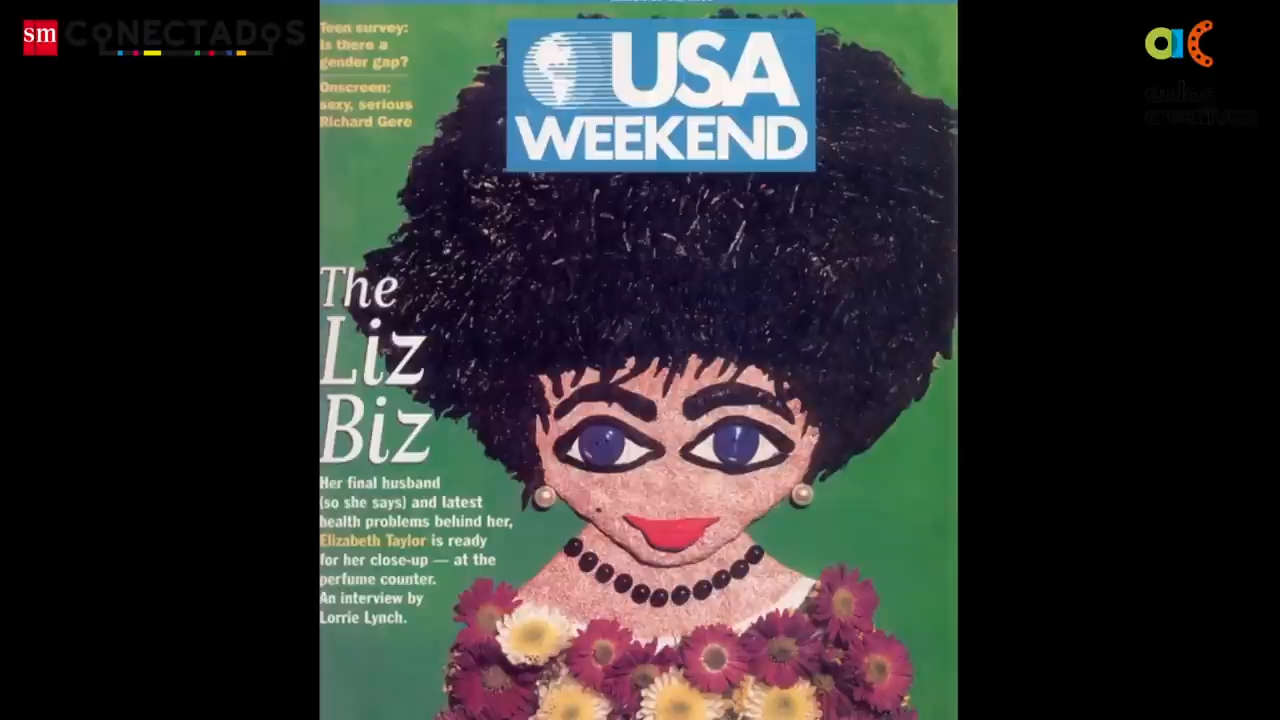 sm CONECTADOS
Teen survey:
Is there a
gender gap?
Onscreen:
sexy, serious
Richard Gere
USA
WEEKEND
The
Liz
Biz
Her final husband
(so she says) and latest
health problems behind her,
Elizabeth Taylor is ready
for her close-up — at the
perfume counter.
An interview by
Lorrie Lynch.